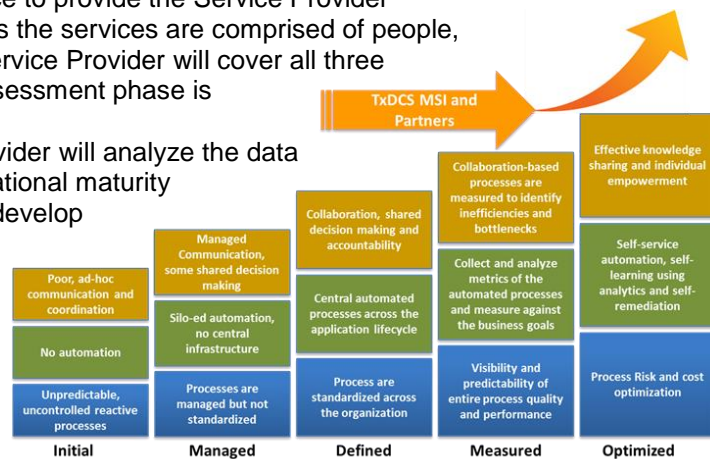 ce to provide the Service Provider
s the services are comprised of people,
ervice Provider will cover all three
sessment phase is
vider will analyze the data
ational maturity
develop
TxDCS MSI and
Partners
Poor, ad-hoc
communication and
coordination
No automation
Unpredictable,
uncontrolled reactive
processes
Initial
Managed
Communication,
some shared decision
making
Silo-ed automation,
no central
infrastructure
Processes are
managed but not
standardized
Managed
Collaboration, shared
decision making and
accountability
Central automated
processes across the
application lifecycle
Process are
standardized across
the organization
Defined
Collaboration-based
processes are
measured to identify
inefficiencies and
bottlenecks
Collect and analyze
metrics of the
automated processes
and measure against
the business goals
Visibility and
predictability of
entire process quality
and performance
Measured
Effective knowledge
sharing and individual
empowerment
Self-service
automation, self-
learning using
analytics and self-
remediation
Process Risk and cost
optimization
Optimized